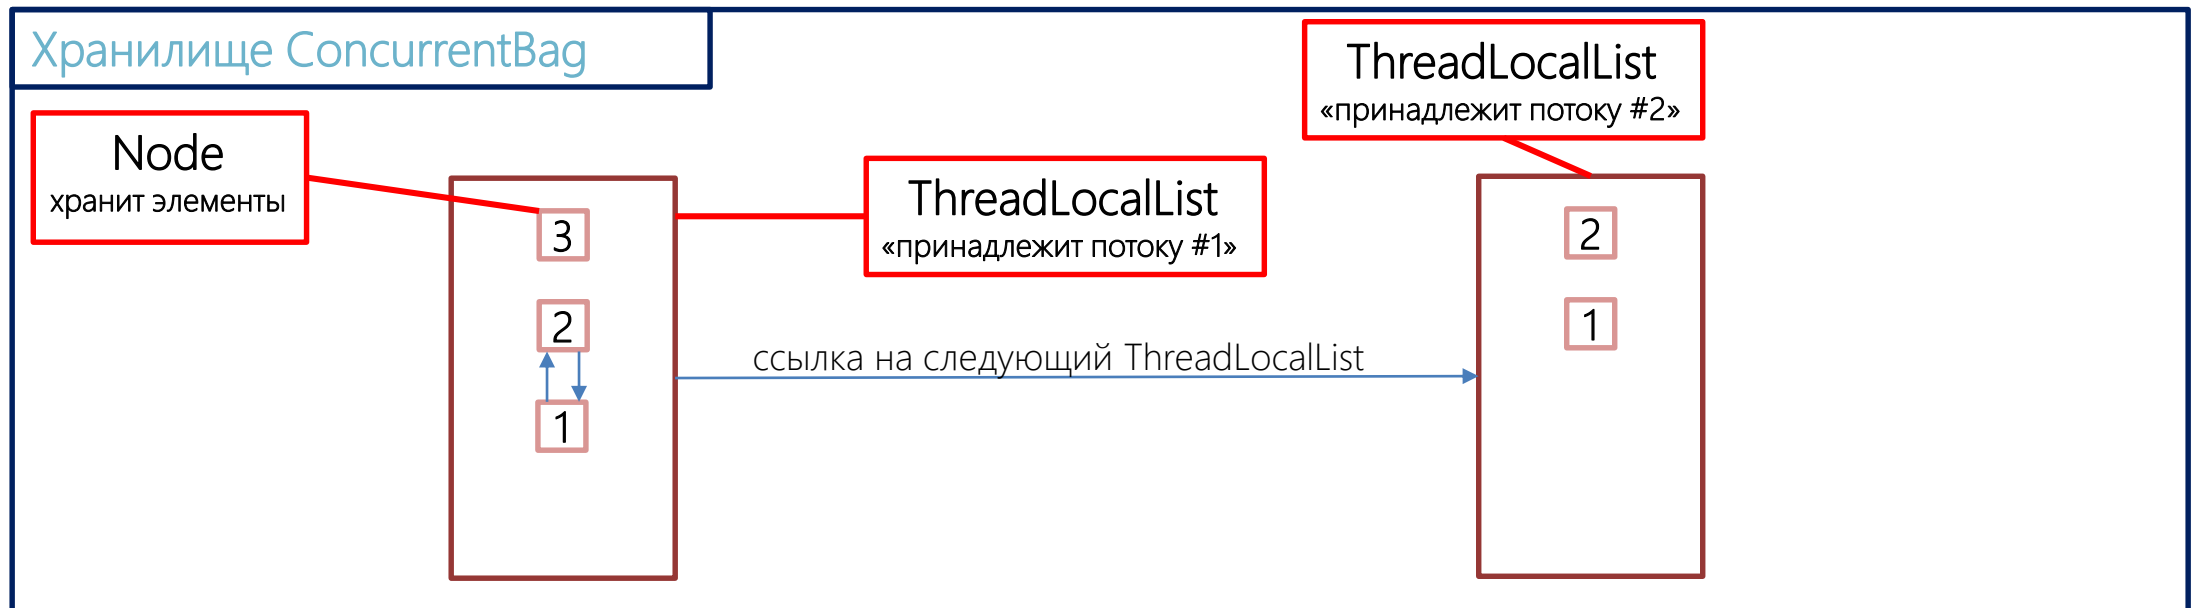 Хранилище ConcurrentBag
ThreadLocalList
«принадлежит потоку #2»
Node
хранит элементы
ThreadLocalList
«принадлежит потоку #1»
3
2
1
ссылка на следующий ThreadLocalList
2
1